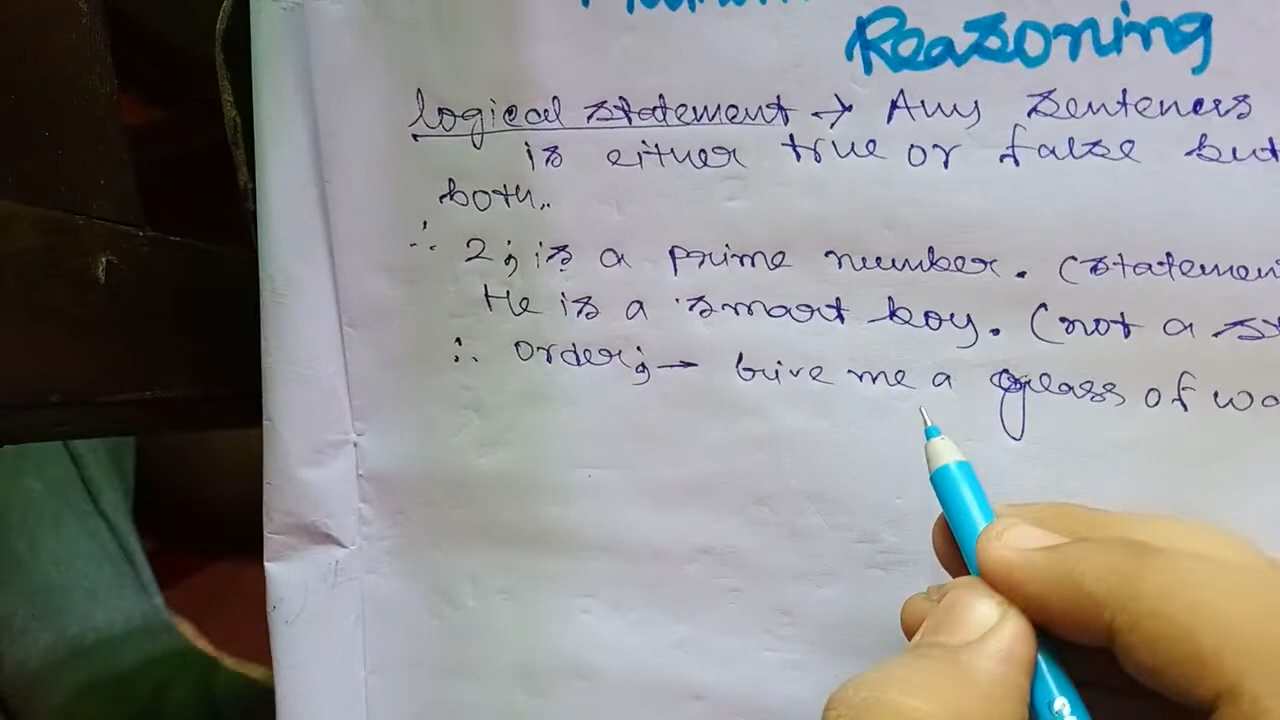 Reasoning
logical statement → Any sentences
is either true or false but
both..
∴ 2, is a prime number. (statemen
He is a smart boy. (not a st
∴ order; → Give me a glass of wa